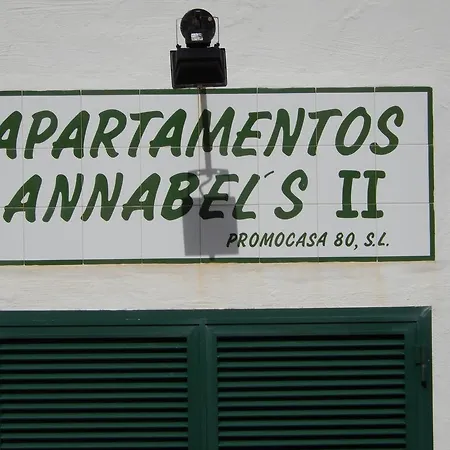 APARTAMENTOS
ANNABEL´S II
PROMOCASA 80, S.L.